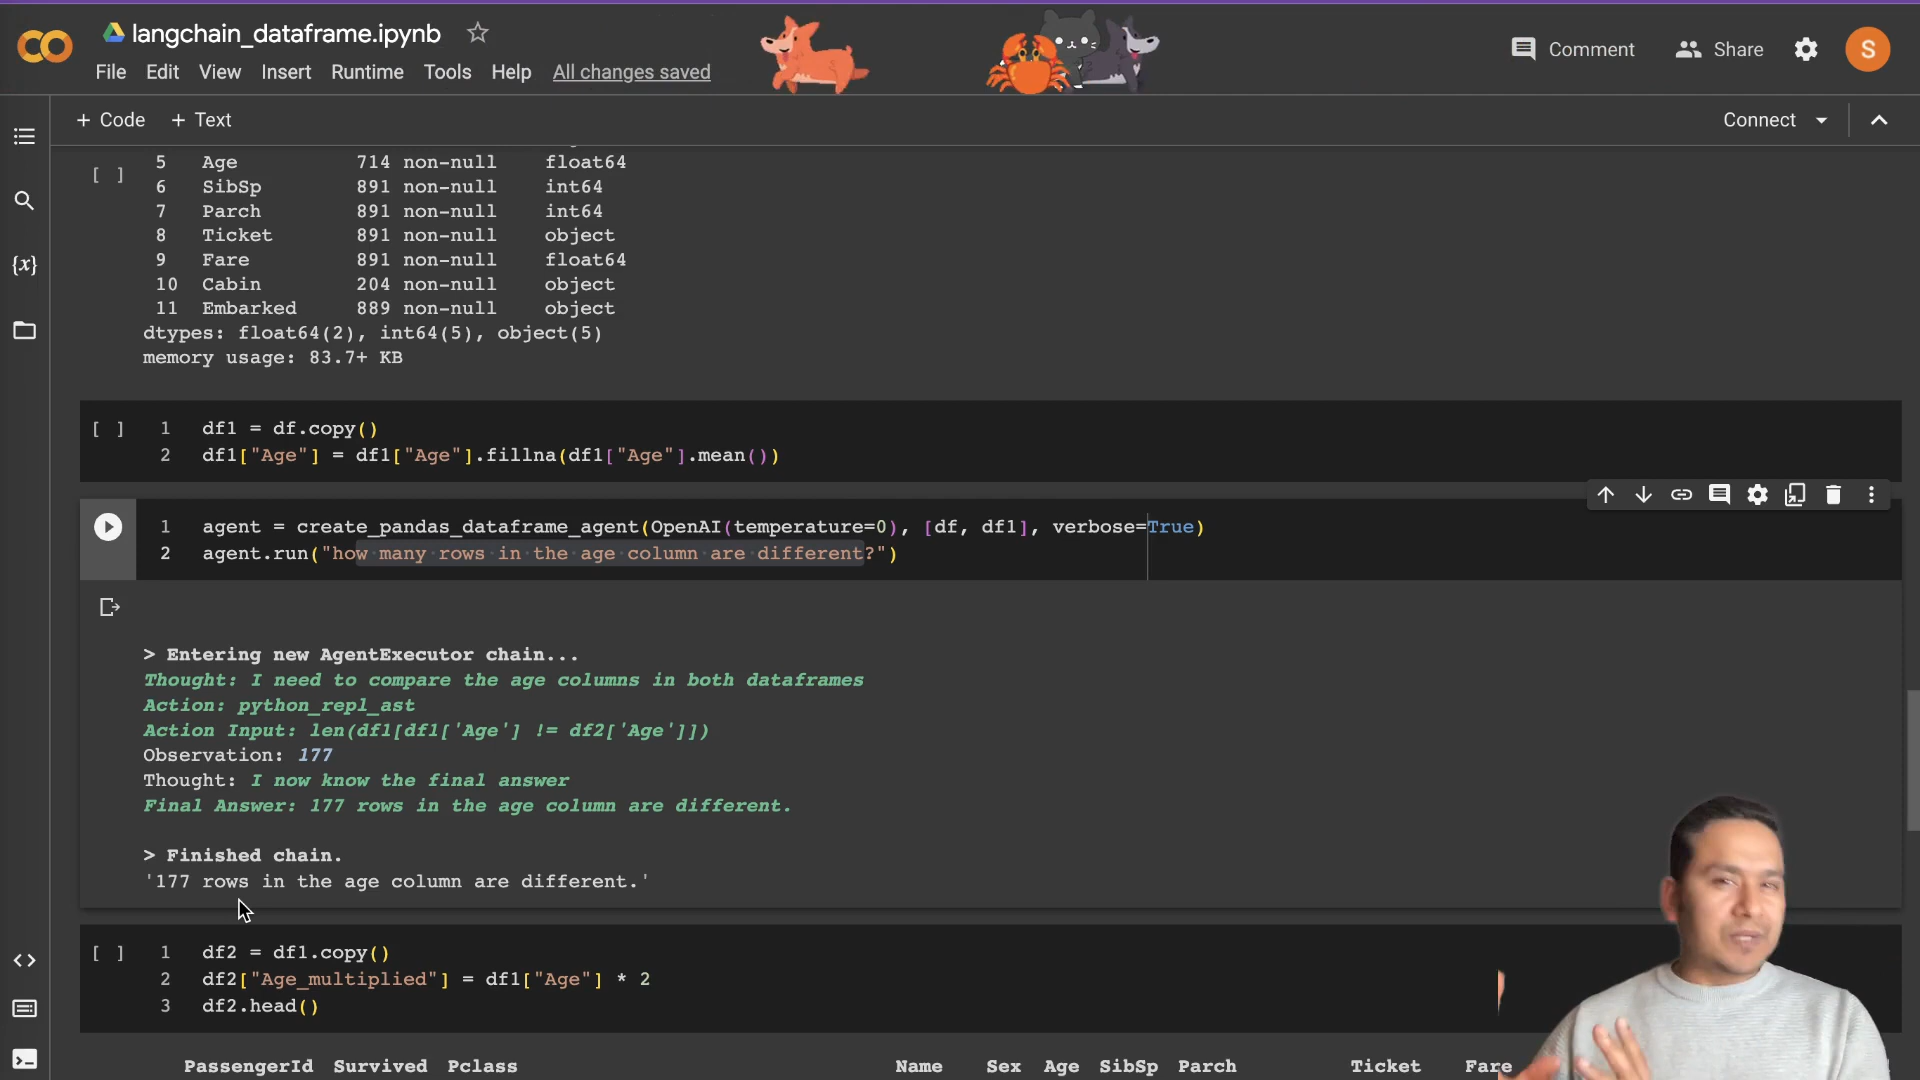 langchain_dataframe.ipynb
File Edit View Insert Runtime Tools Help All changes saved
Comment Share S
+ Code + Text
Connect
{x}
[ ]
5 Age 714 non-null float64
6 SibSp 891 non-null int64
7 Parch 891 non-null int64
8 Ticket 891 non-null object
9 Fare 891 non-null float64
10 Cabin 204 non-null object
11 Embarked 889 non-null object
dtypes: float64(2), int64(5), object(5)
memory usage: 83.7+ KB
[ ] 1 df1 = df.copy()
2 df1["Age"] = df1["Age"].fillna(df1["Age"].mean())
1 agent = create_pandas_dataframe_agent(OpenAI(temperature=0), [df, df1], verbose=True)
2 agent.run("how many rows in the age column are different?")
> Entering new AgentExecutor chain...
Thought: I need to compare the age columns in both dataframes
Action: python_repl_ast
Action Input: len(df1[df1['Age'] != df2['Age']])
Observation: 177
Thought: I now know the final answer
Final Answer: 177 rows in the age column are different.
> Finished chain.
'177 rows in the age column are different.'
[ ] 1 df2 = df1.copy()
2 df2["Age_multiplied"] = df1["Age"] * 2
3 df2.head()
PassengerId Survived Pclass Name Sex Age SibSp Parch Ticket Fare